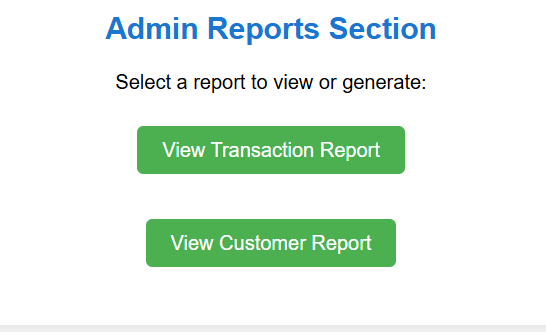 Admin Reports Section
Select a report to view or generate:
View Transaction Report
View Customer Report